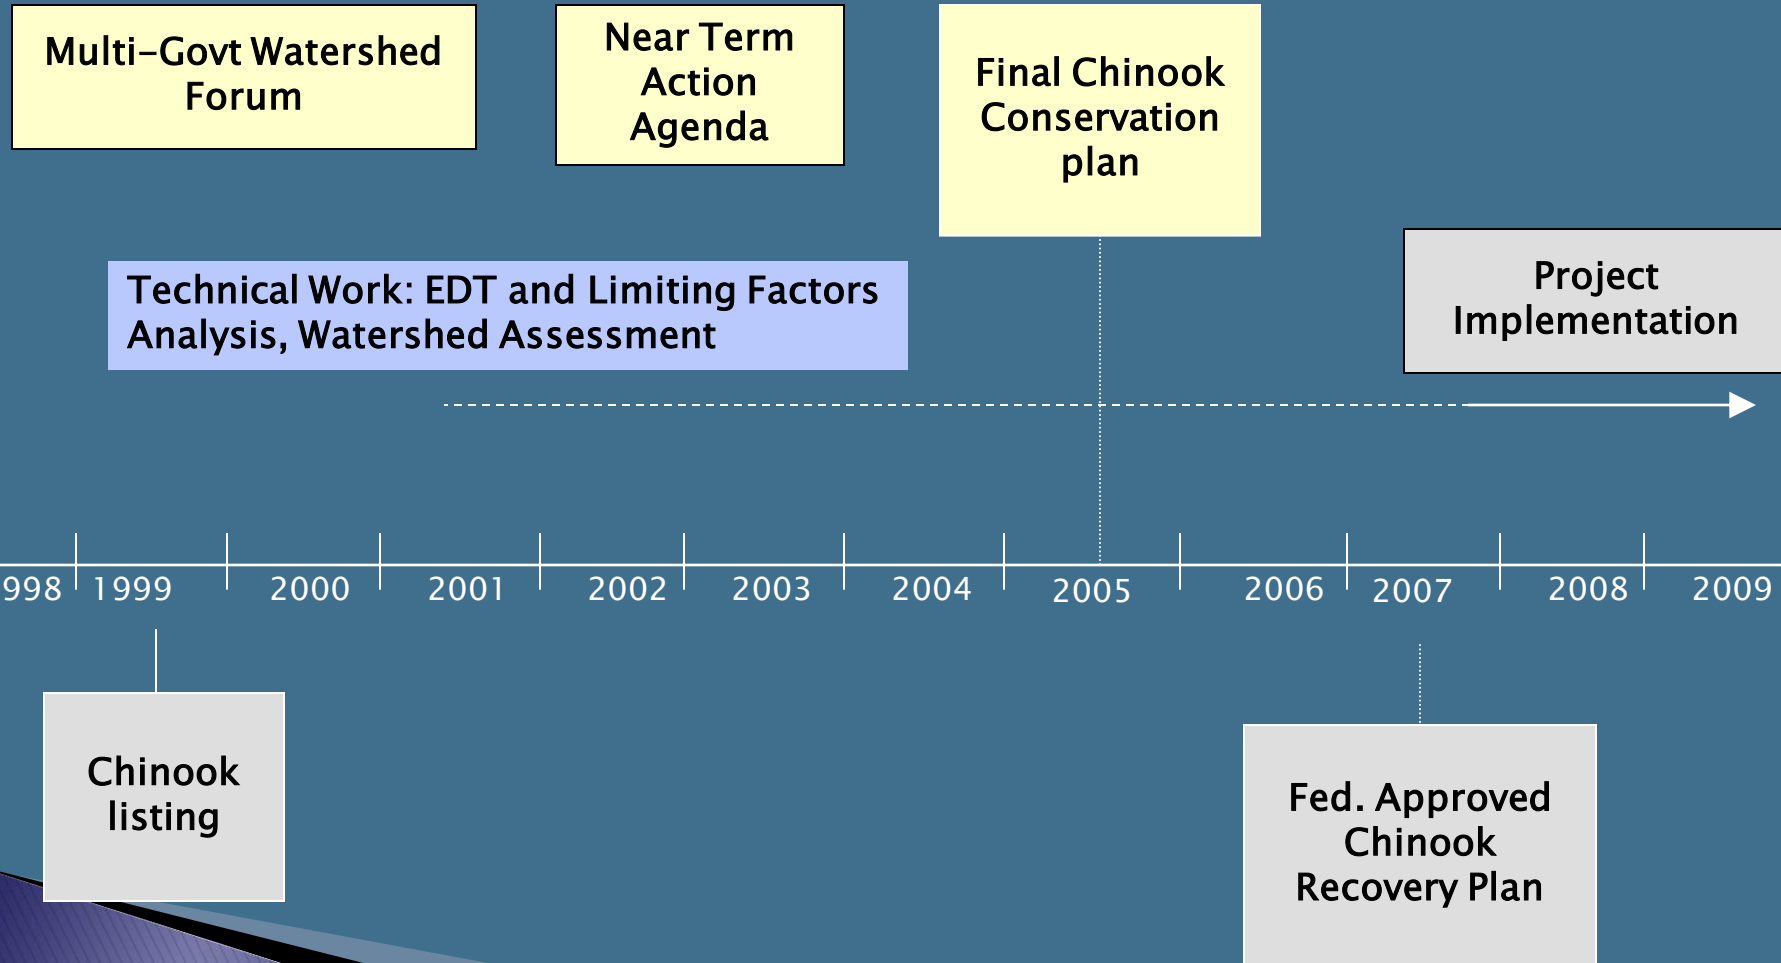 Multi-Govt Watershed
Forum
Near Term
Action
Agenda
Final Chinook
Conservation
plan
Technical Work: EDT and Limiting Factors
Analysis, Watershed Assessment
Project
Implementation
998 1999 2000 2001 2002 2003 2004 2005 2006 2007 2008 2009
Chinook
listing
Fed. Approved
Chinook
Recovery Plan